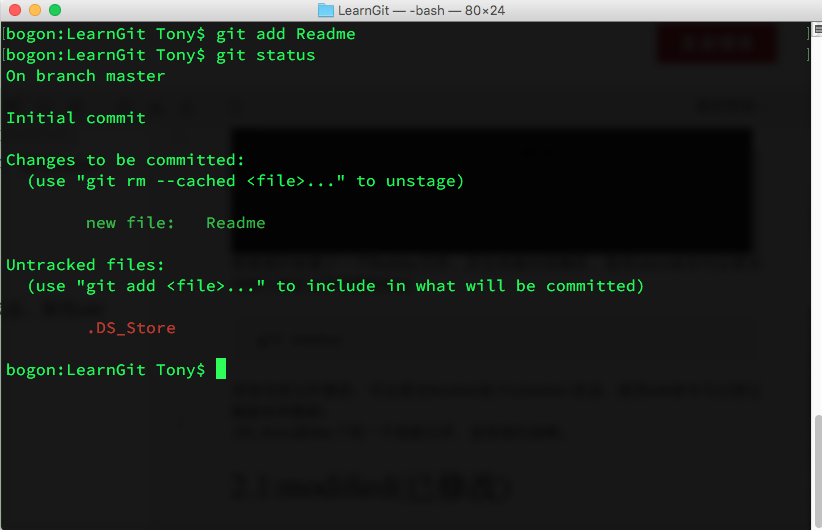 LearnGit — -bash — 80×24
[bogon:LearnGit Tony$ git add Readme ]
[bogon:LearnGit Tony$ git status ]
On branch master
Initial commit
Changes to be committed:
(use "git rm --cached <file>..." to unstage)
new file: Readme
Untracked files:
(use "git add <file>..." to include in what will be committed)
.DS_Store
bogon:LearnGit Tony$